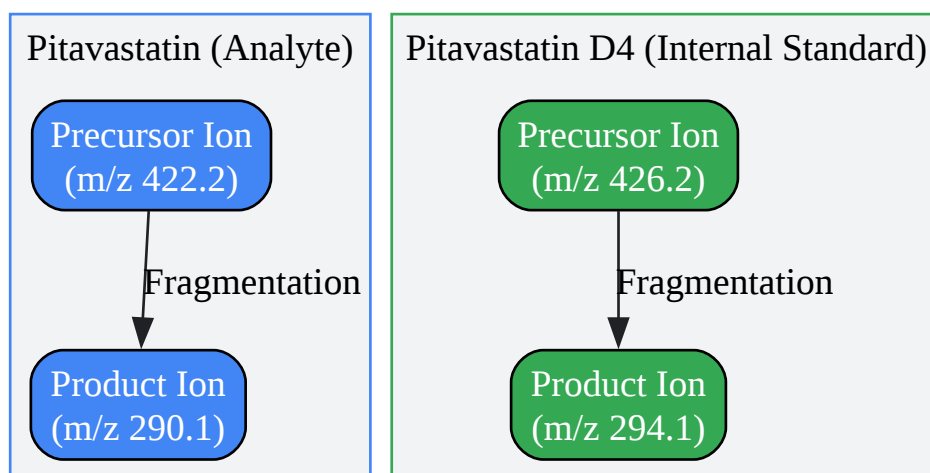 Pitavastatin (Analyte)
Precursor Ion
(m/z 422.2)
Fragmentation
Product Ion
(m/z 290.1)
Pitavastatin D4 (Internal Standard)
Precursor Ion
(m/z 426.2)
Fragmentation
Product Ion
(m/z 294.1)